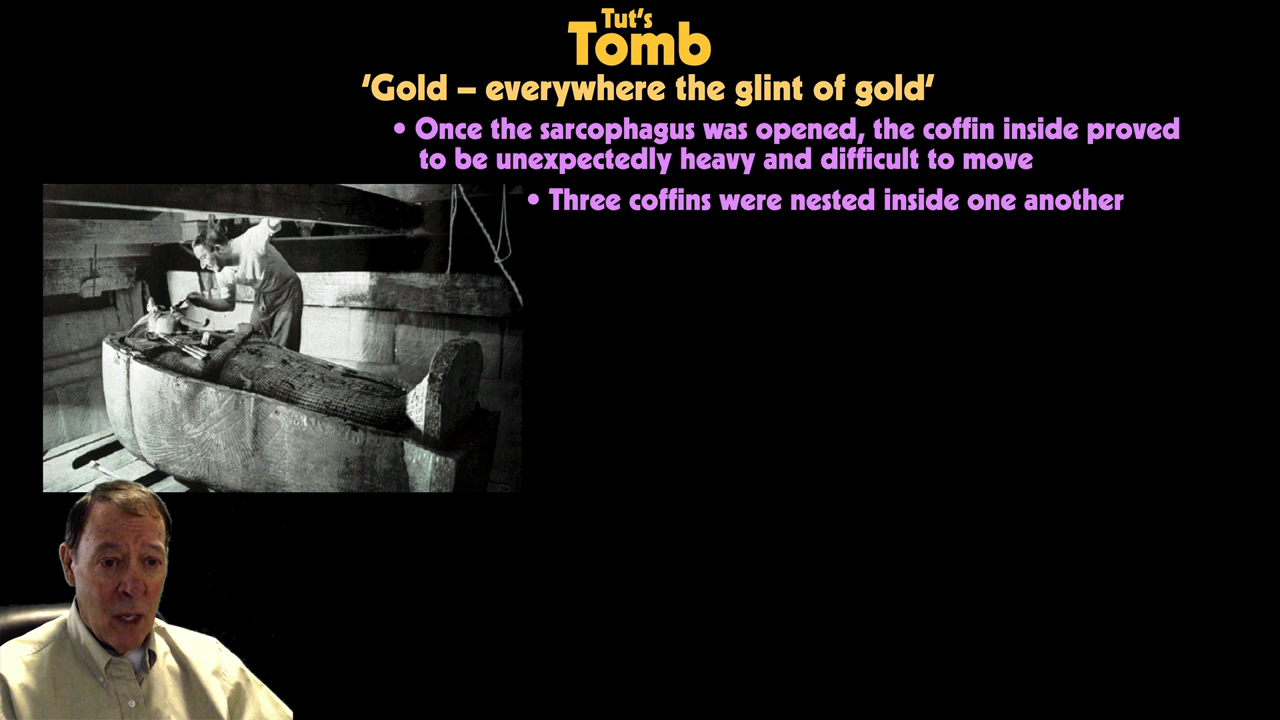 Tut's
Tomb
'Gold – everywhere the glint of gold'
• Once the sarcophagus was opened, the coffin inside proved
to be unexpectedly heavy and difficult to move
• Three coffins were nested inside one another